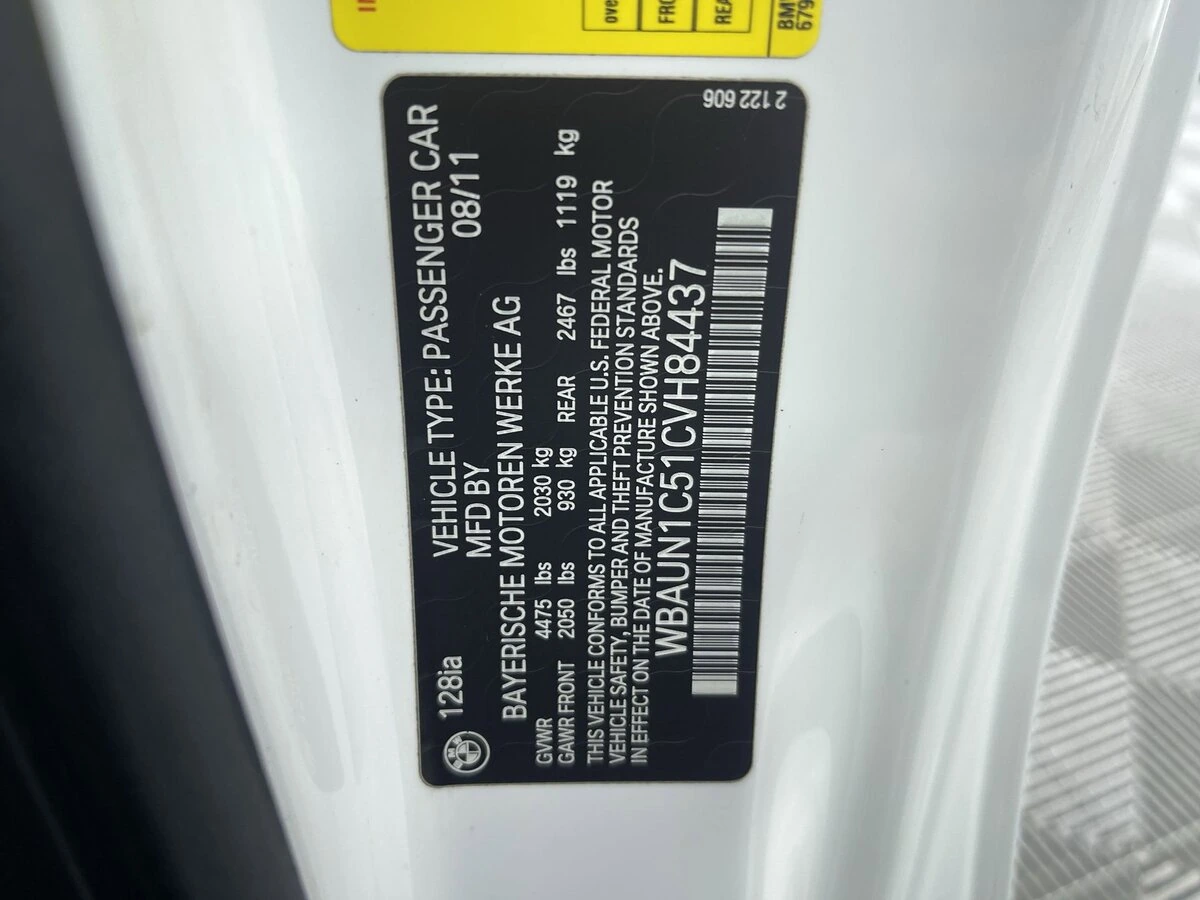 128ia
VEHICLE TYPE: PASSENGER CAR
MFD BY 08/11
BAYERISCHE MOTOREN WERKE AG
GVWR 4475 lbs 2030 kg
GAWR FRONT 2050 lbs 930 kg REAR 2467 lbs 1119 kg
THIS VEHICLE CONFORMS TO ALL APPLICABLE U.S. FEDERAL MOTOR
VEHICLE SAFETY, BUMPER AND THEFT PREVENTION STANDARDS
IN EFFECT ON THE DATE OF MANUFACTURE SHOWN ABOVE.
WBAUN1C51CVH84437
2 122 606
BMW